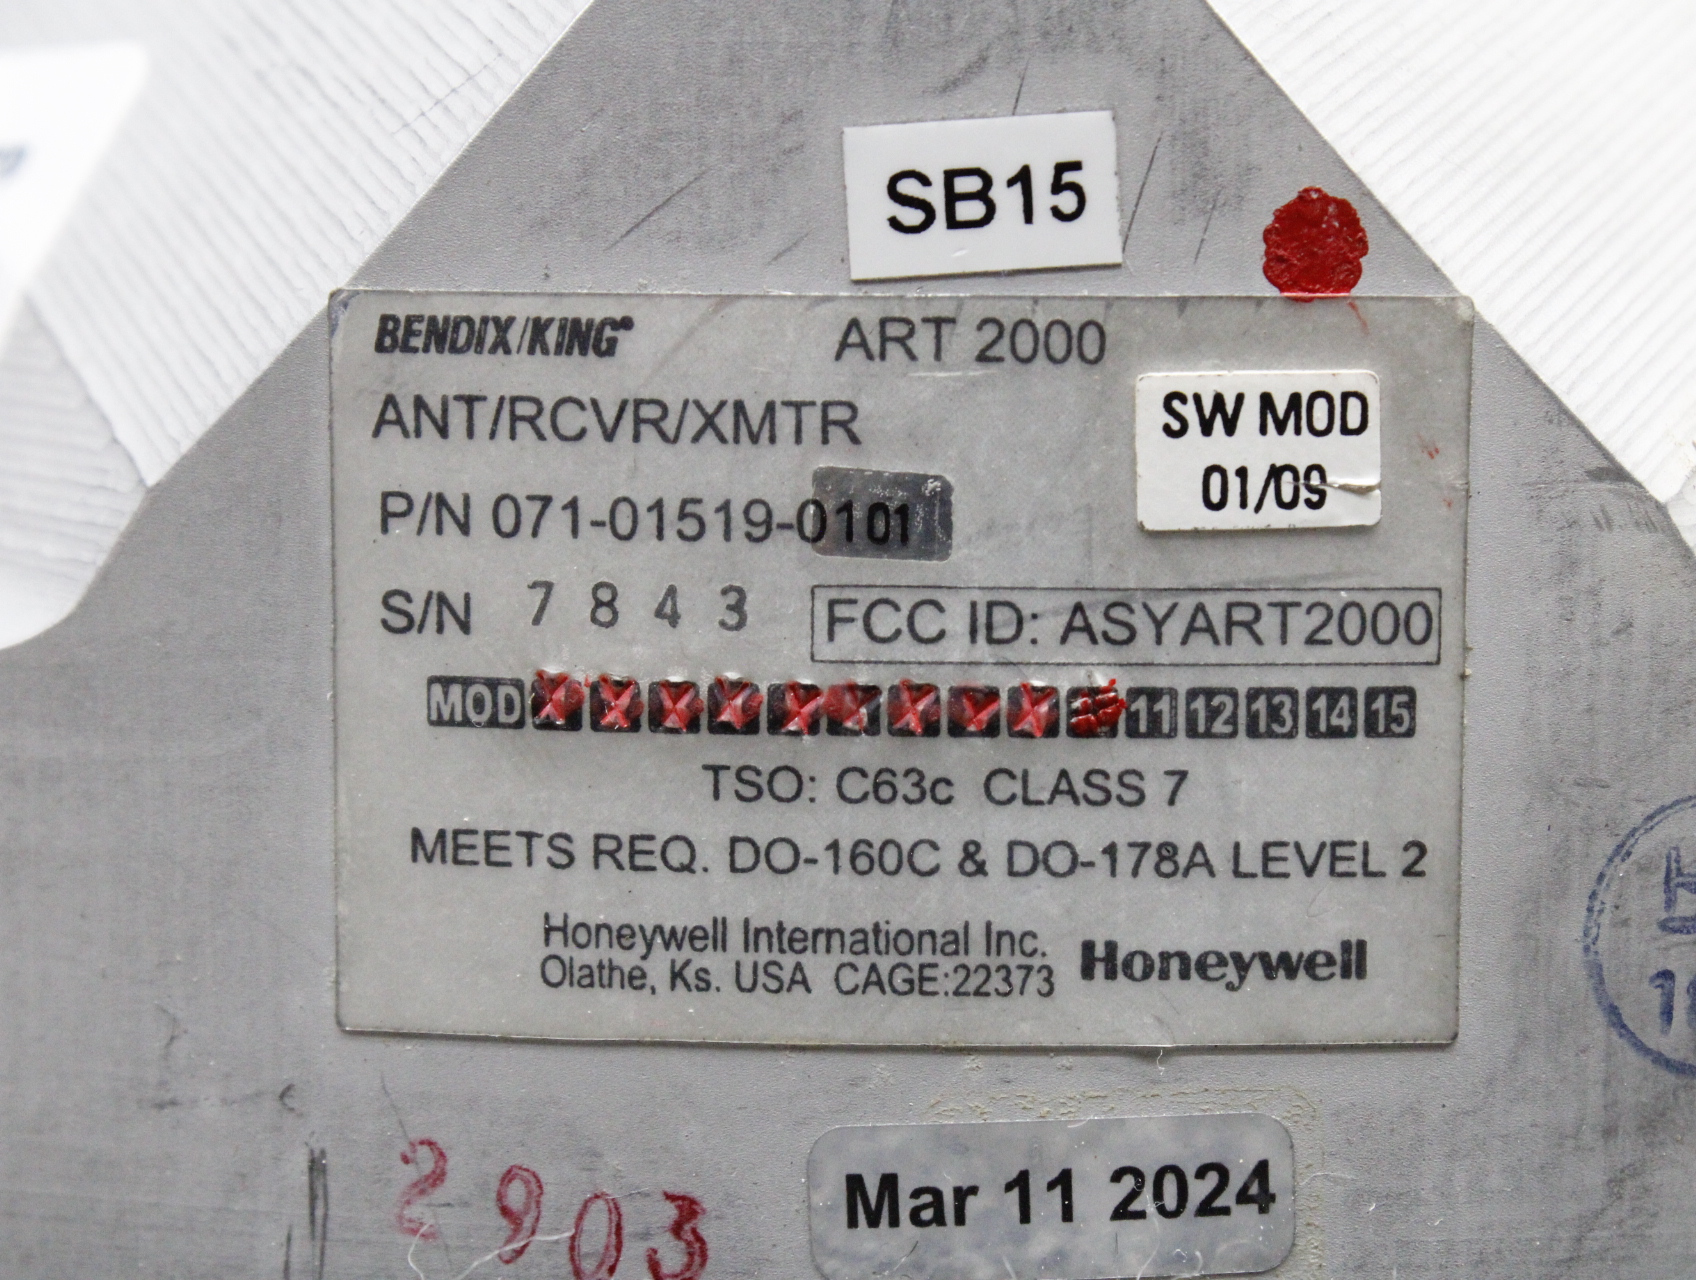 SB15
BENDIX/KING® ART 2000
ANT/RCVR/XMTR
SW MOD
01/09
P/N 071-01519-0101
S/N 7843
FCC ID: ASYART2000
MOD 11 12 13 14 15
TSO: C63c CLASS 7
MEETS REQ. DO-160C & DO-178A LEVEL 2
Honeywell International Inc.
Olathe, Ks. USA CAGE:22373
Honeywell
Mar 11 2024
2903